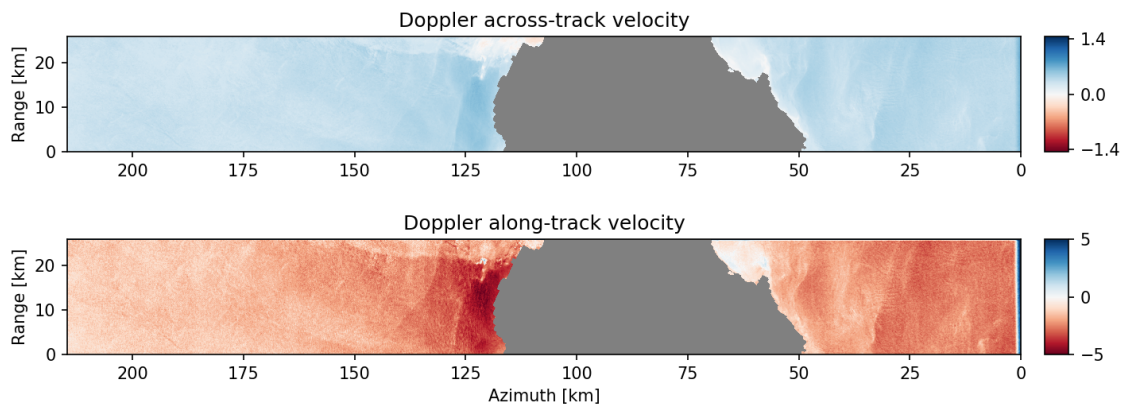 Doppler across-track velocity
Range [km]
20
10
0
200 175 150 125 100 75 50 25 0
1.4
0.0
−1.4
Doppler along-track velocity
Range [km]
20
10
0
200 175 150 125 100 75 50 25 0
Azimuth [km]
5
0
−5